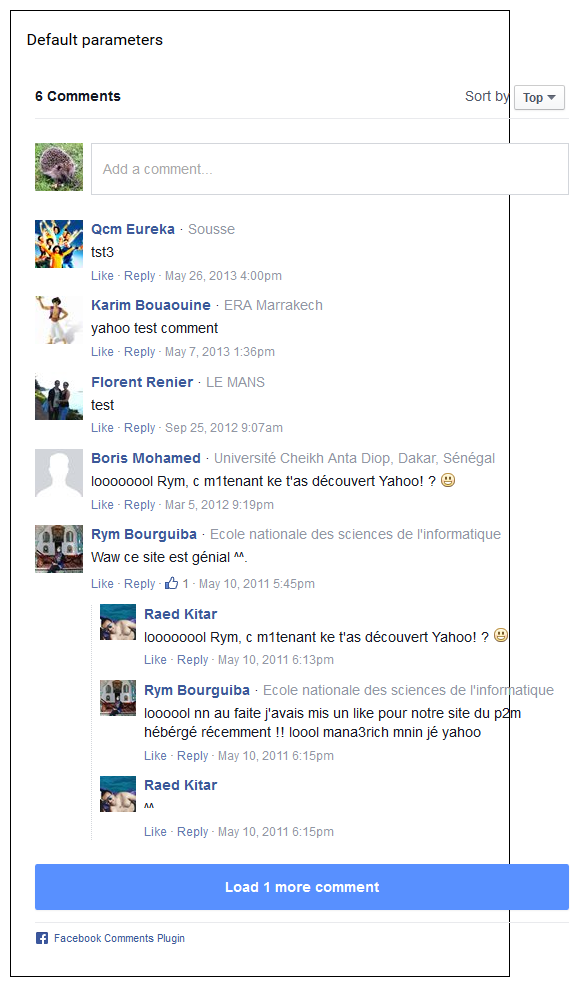 Default parameters
6 Comments
Sort by Top
Add a comment...
Qcm Eureka · Sousse
tst3
Like · Reply · May 26, 2013 4:00pm
Karim Bouaouine · ERA Marrakech
yahoo test comment
Like · Reply · May 7, 2013 1:36pm
Florent Renier · LE MANS
test
Like · Reply · Sep 25, 2012 9:07am
Boris Mohamed · Université Cheikh Anta Diop, Dakar, Sénégal
looooooool Rym, c m1tenant ke t'as découvert Yahoo! ? 😃
Like · Reply · Mar 5, 2012 9:19pm
Rym Bourguiba · Ecole nationale des sciences de l'informatique
Waw ce site est génial ^^.
Like · Reply · 1 · May 10, 2011 5:45pm
Raed Kitar
looooooool Rym, c m1tenant ke t'as découvert Yahoo! ? 😃
Like · Reply · May 10, 2011 6:13pm
Rym Bourguiba · Ecole nationale des sciences de l'informatique
loooool nn au faite j'avais mis un like pour notre site du p2m
hébérgé récemment !! loool mana3rich mnin jé yahoo
Like · Reply · May 10, 2011 6:15pm
Raed Kitar
^^
Like · Reply · May 10, 2011 6:15pm
Load 1 more comment
Facebook Comments Plugin